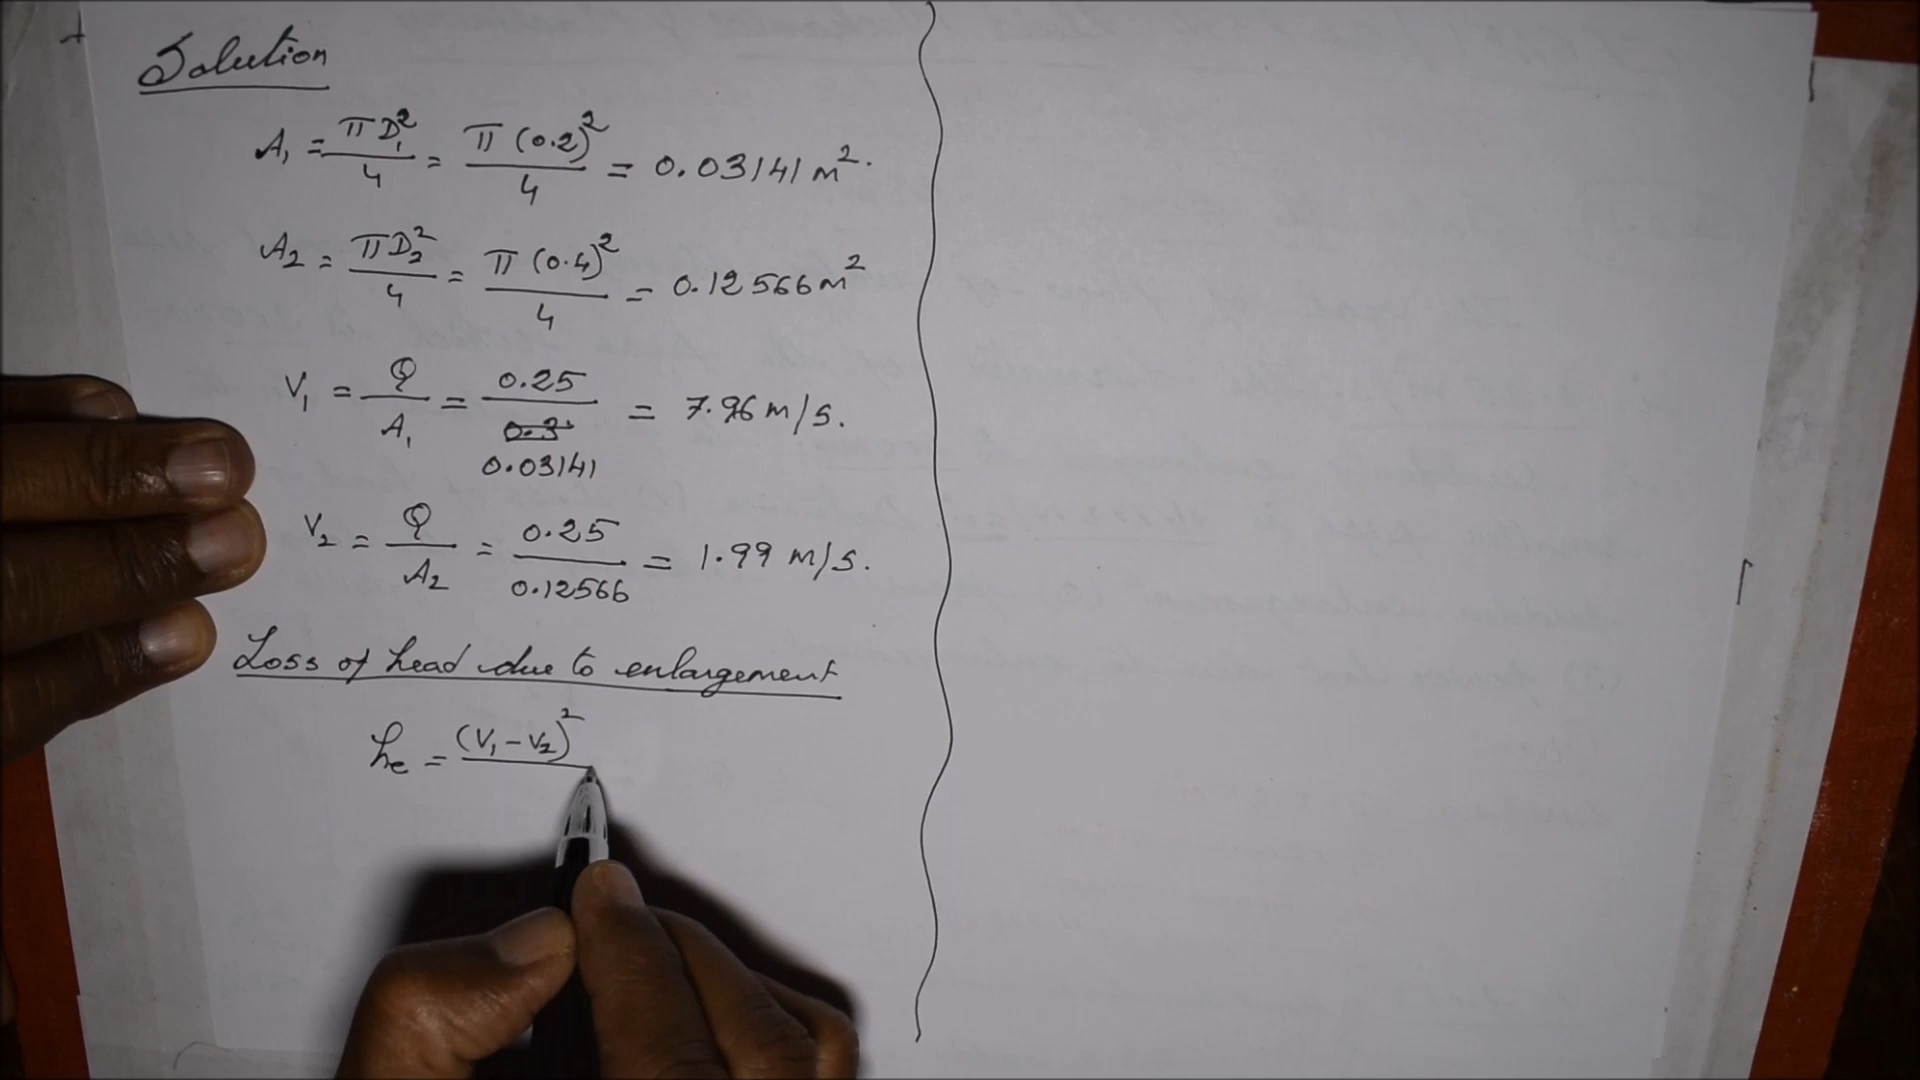 Solution
A₁ = πD₁²/4 = π(0.2)²/4 = 0.03141 m².
A₂ = πD₂²/4 = π(0.4)²/4 = 0.12566 m²
V₁ = Q/A₁ = 0.25/0.03141 = 7.96 m/s.
V₂ = Q/A₂ = 0.25/0.12566 = 1.99 m/s.
Loss of head due to enlargement
he = (V₁ - V₂)²